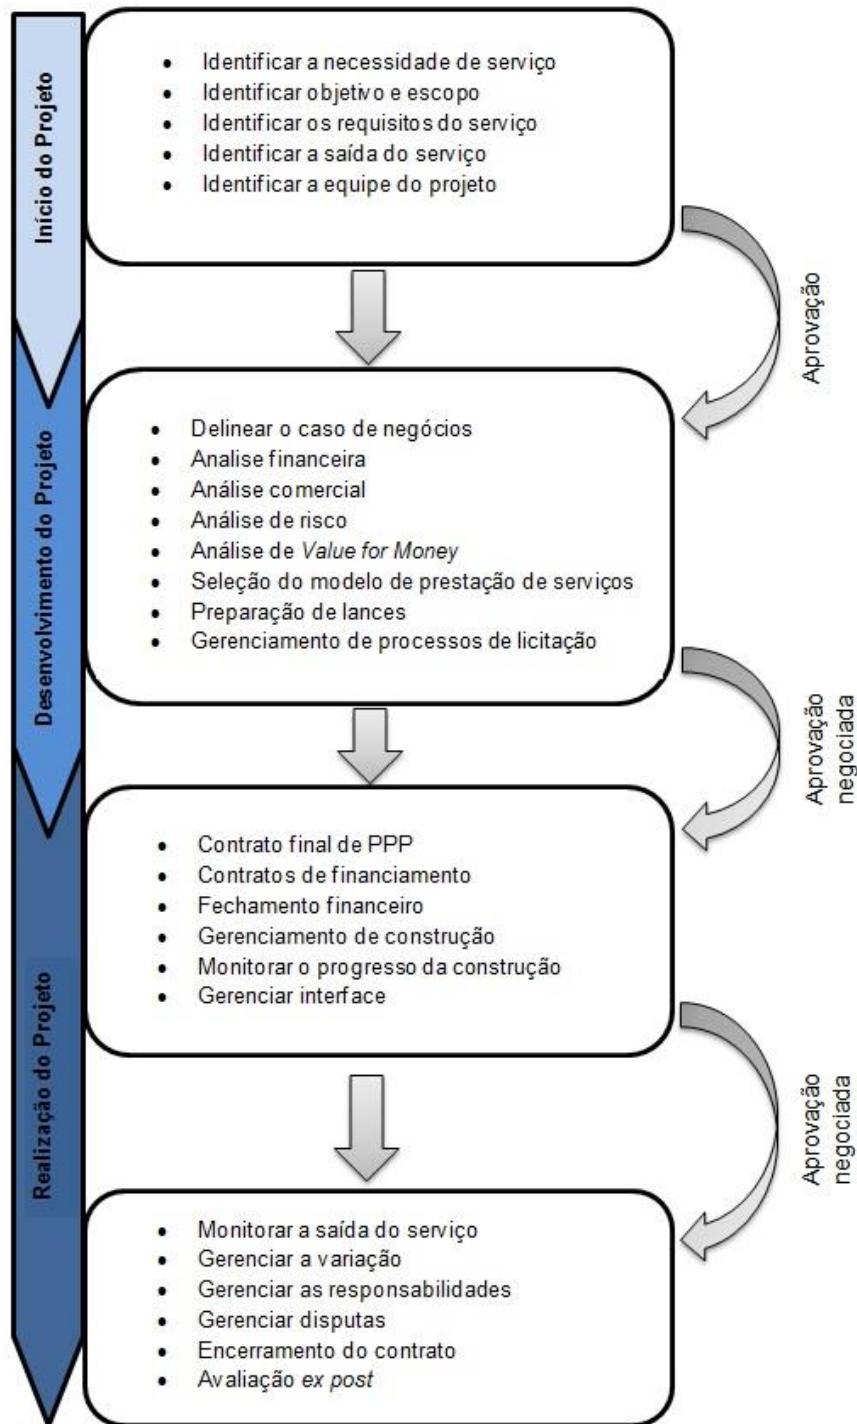 Início do Projeto
• Identificar a necessidade de serviço
• Identificar objetivo e escopo
• Identificar os requisitos do serviço
• Identificar a saída do serviço
• Identificar a equipe do projeto
Aprovação
Desenvolvimento do Projeto
• Delinear o caso de negócios
• Analise financeira
• Análise comercial
• Análise de risco
• Análise de Value for Money
• Seleção do modelo de prestação de serviços
• Preparação de lances
• Gerenciamento de processos de licitação
Aprovação
negociada
Realização do Projeto
• Contrato final de PPP
• Contratos de financiamento
• Fechamento financeiro
• Gerenciamento de construção
• Monitorar o progresso da construção
• Gerenciar interface
Aprovação
negociada
• Monitorar a saída do serviço
• Gerenciar a variação
• Gerenciar as responsabilidades
• Gerenciar disputas
• Encerramento do contrato
• Avaliação ex post